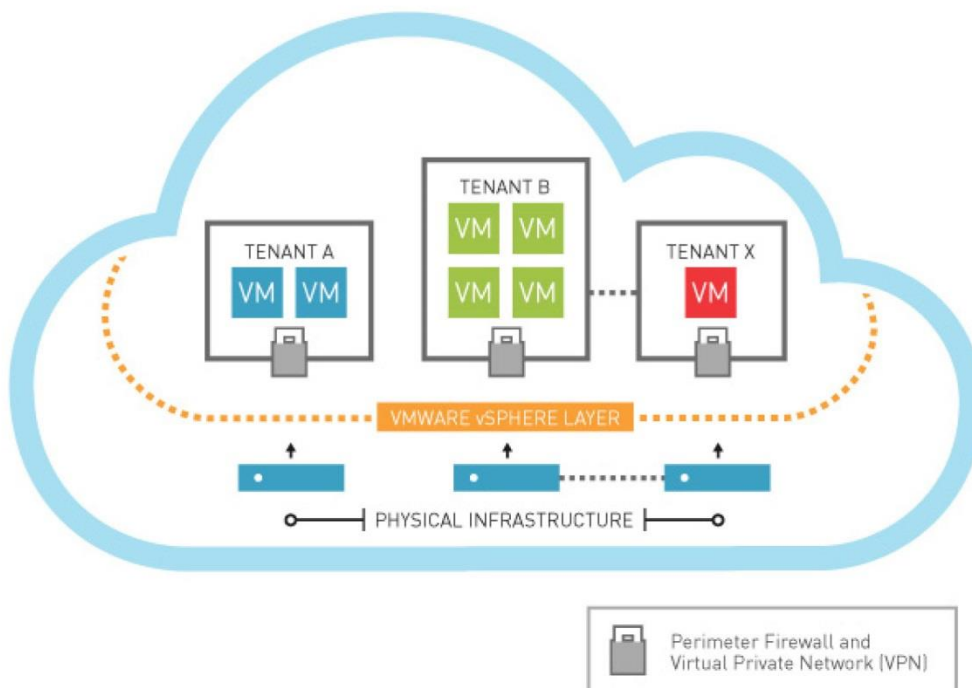 TENANT B
VM VM
TENANT A
TENANT X
VM VM
VM VM
VM
VMWARE vSPHERE LAYER
PHYSICAL INFRASTRUCTURE
Perimeter Firewall and
Virtual Private Network (VPN)